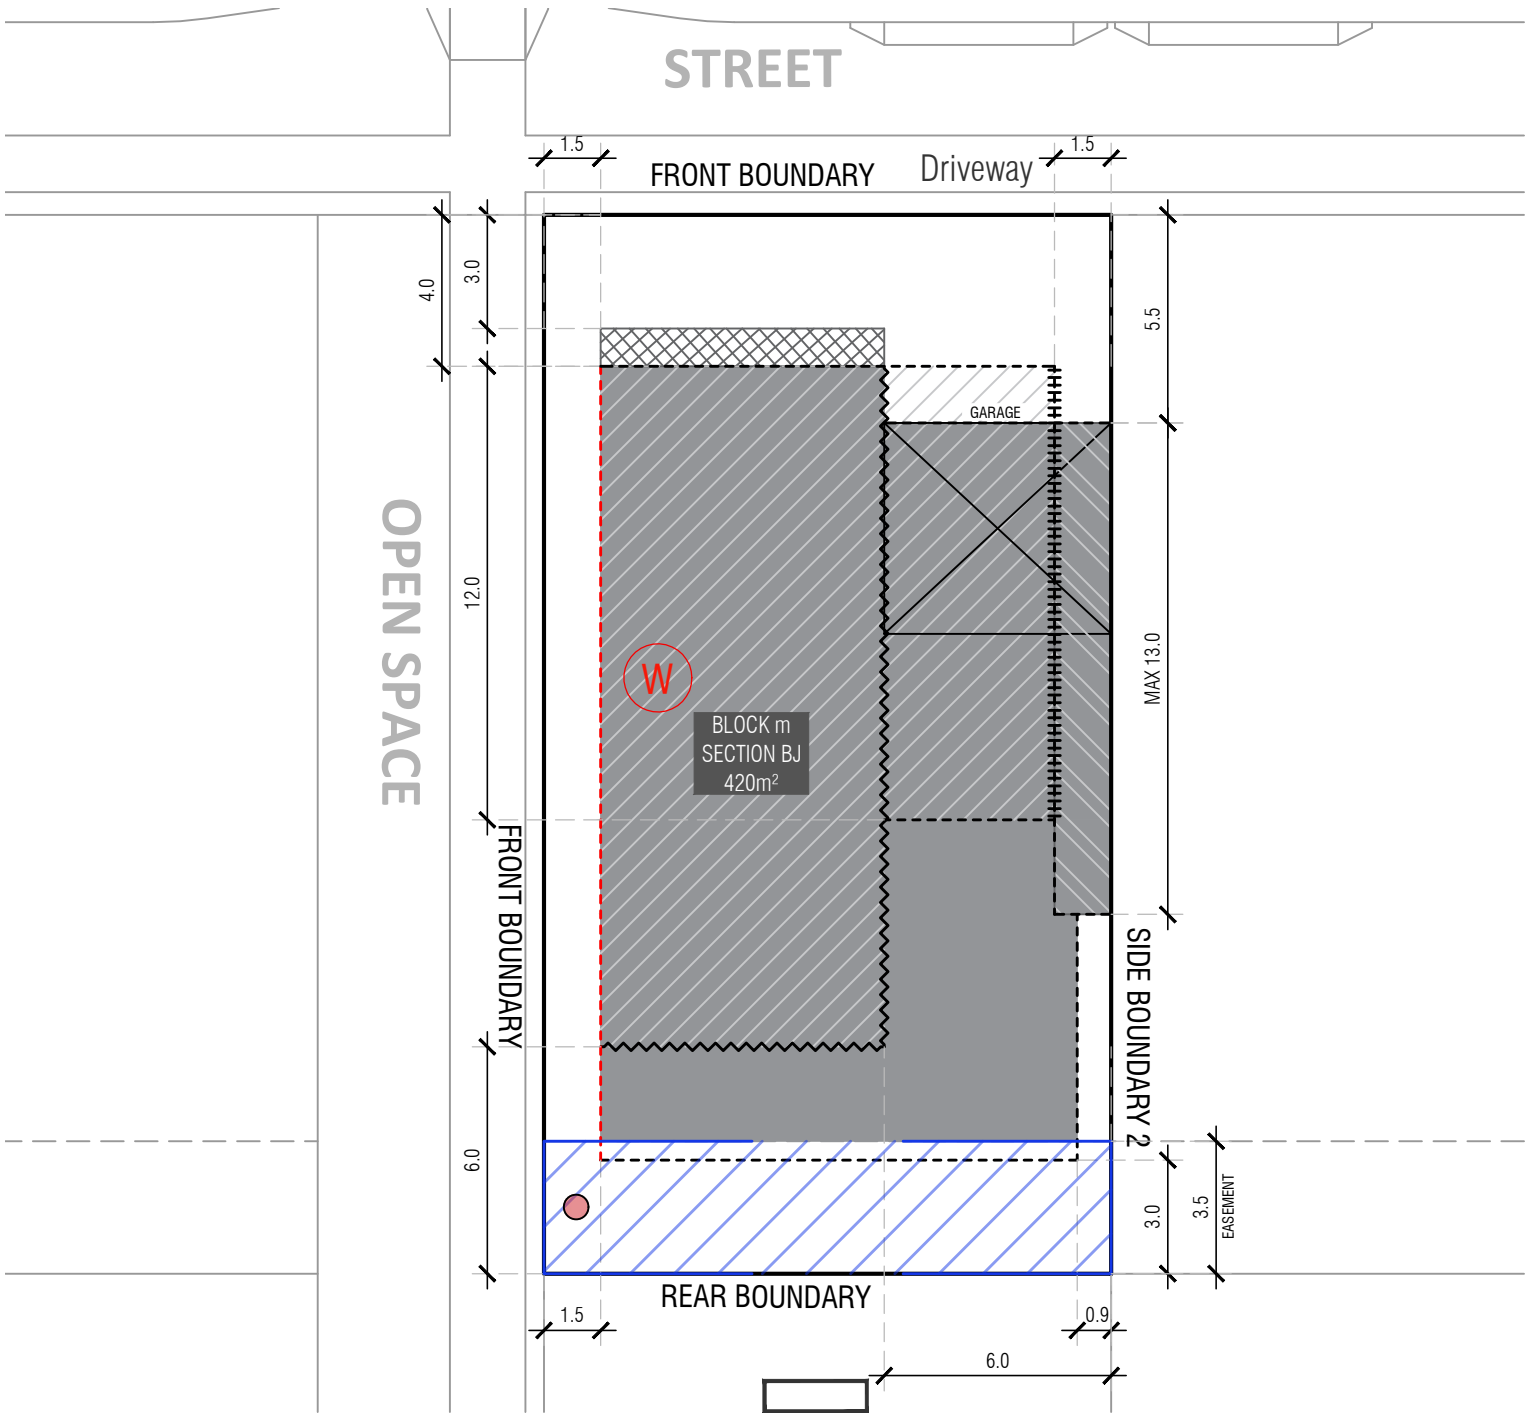 STREET
1.5
FRONT BOUNDARY
Driveway
1.5
4.0
3.0
5.5
GARAGE
OPEN SPACE
12.0
W
BLOCK m
SECTION BJ
420m²
MAX 13.0
FRONT BOUNDARY
SIDE BOUNDARY 2
6.0
3.0
3.5
EASEMENT
REAR BOUNDARY
1.5
0.9
6.0